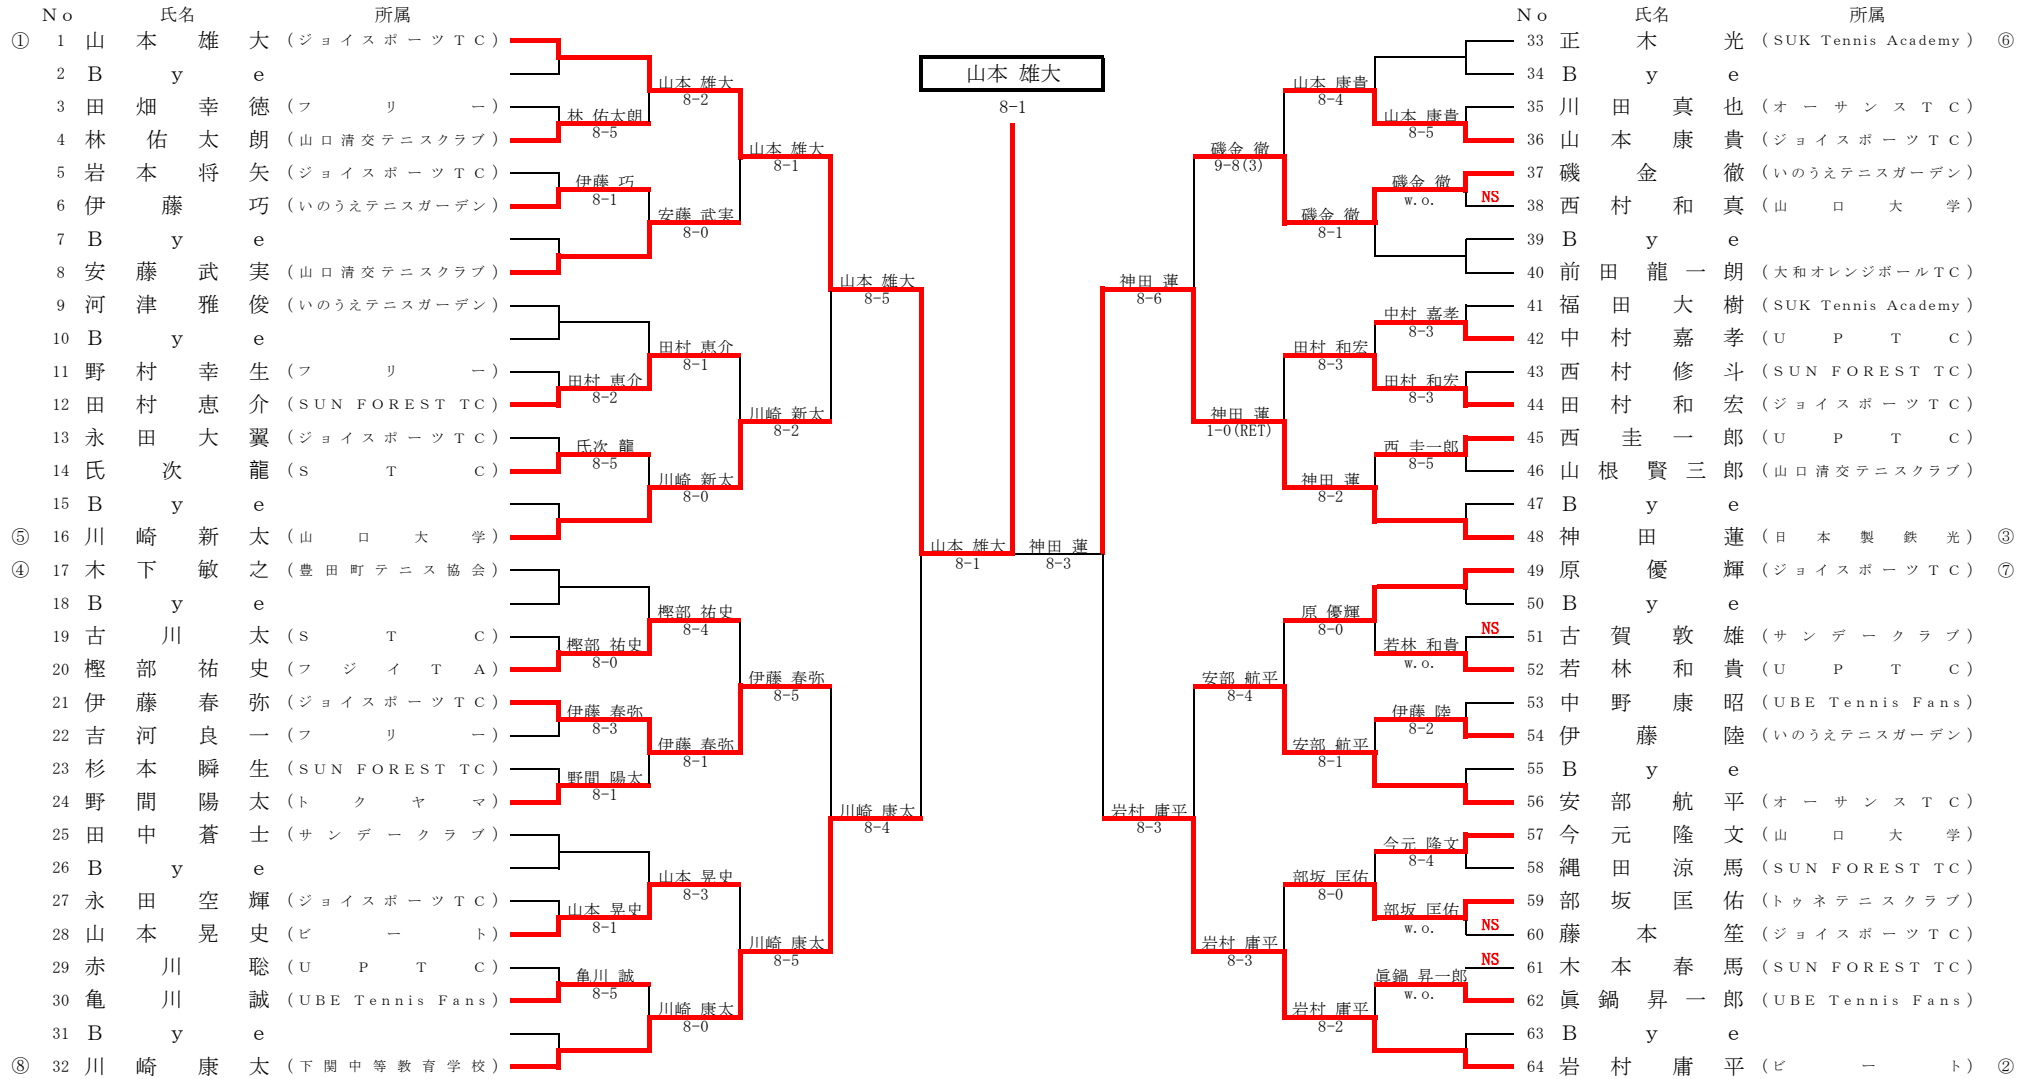 No 氏名 所属
① 1 山本雄大 (ジョイスポーツTC)
2 Bye
3 田畑幸徳 (フリー)
4 林佑太朗 (山口清交テニスクラブ)
5 岩本将矢 (ジョイスポーツTC)
6 伊藤巧 (いのうえテニスガーデン)
7 Bye
8 安藤武実 (山口清交テニスクラブ)
9 河津雅俊 (いのうえテニスガーデン)
10 Bye
11 野村幸生 (フリー)
12 田村恵介 (SUN FOREST TC)
13 永田大翼 (ジョイスポーツTC)
14 氏次龍 (STC)
15 Bye
⑤ 16 川崎新太 (山口大学)
④ 17 木下敏之 (豊田町テニス協会)
18 Bye
19 古川太 (STC)
20 樫部祐史 (フジイTA)
21 伊藤春弥 (ジョイスポーツTC)
22 吉河良一 (フリー)
23 杉本瞬生 (SUN FOREST TC)
24 野間陽太 (トクヤマ)
25 田中蒼士 (サンデークラブ)
26 Bye
27 永田空輝 (ジョイスポーツTC)
28 山本晃史 (ビート)
29 赤川聡 (UPTC)
30 亀川誠 (UBE Tennis Fans)
31 Bye
⑧ 32 川崎康太 (下関中等教育学校)
林 佑太朗
8-5
伊藤 巧
8-1
田村 恵介
8-2
氏次 龍
8-5
樫部 祐史
8-0
伊藤 春弥
8-3
野間 陽太
8-1
山本 晃史
8-1
亀川 誠
8-5
山本 雄大
8-2
安藤 武実
8-0
田村 恵介
8-1
川崎 新太
8-0
樫部 祐史
8-4
伊藤 春弥
8-1
山本 晃史
8-3
川崎 康太
8-0
山本 雄大
8-1
川崎 新太
8-2
伊藤 春弥
8-5
川崎 康太
8-5
山本 雄大
8-5
川崎 康太
8-4
山本 雄大
8-1
山本 雄大
8-1
神田 蓮
8-3
神田 蓮
8-6
岩村 庸平
8-3
磯金 徹
9-8(3)
神田 蓮
1-0(RET)
安部 航平
8-4
岩村 庸平
8-3
山本 康貴
8-4
磯金 徹
8-1
田村 和宏
8-3
神田 蓮
8-2
原 優輝
8-0
安部 航平
8-1
部坂 匡佑
8-0
岩村 庸平
8-2
山本 康貴
8-5
磯金 徹
w.o.
NS
中村 嘉孝
8-3
田村 和宏
8-3
西 圭一郎
8-5
若林 和貴
w.o.
NS
伊藤 陸
8-2
今元 隆文
8-4
部坂 匡佑
w.o.
NS
眞鍋 昇一郎
w.o.
NS
No 氏名 所属
33 正木光 (SUK Tennis Academy) ⑥
34 Bye
35 川田真也 (オーサンスTC)
36 山本康貴 (ジョイスポーツTC)
37 磯金徹 (いのうえテニスガーデン)
38 西村和真 (山口大学)
39 Bye
40 前田龍一朗 (大和オレンジボールTC)
41 福田大樹 (SUK Tennis Academy)
42 中村嘉孝 (UPTC)
43 西村修斗 (SUN FOREST TC)
44 田村和宏 (ジョイスポーツTC)
45 西圭一郎 (UPTC)
46 山根賢三郎 (山口清交テニスクラブ)
47 Bye
48 神田蓮 (日本製鉄光) ③
49 原優輝 (ジョイスポーツTC) ⑦
50 Bye
51 古賀敦雄 (サンデークラブ)
52 若林和貴 (UPTC)
53 中野康昭 (UBE Tennis Fans)
54 伊藤陸 (いのうえテニスガーデン)
55 Bye
56 安部航平 (オーサンスTC)
57 今元隆文 (山口大学)
58 縄田涼馬 (SUN FOREST TC)
59 部坂匡佑 (トゥネテニスクラブ)
60 藤本笙 (ジョイスポーツTC)
61 木本春馬 (SUN FOREST TC)
62 眞鍋昇一郎 (UBE Tennis Fans)
63 Bye
64 岩村庸平 (ビート) ②